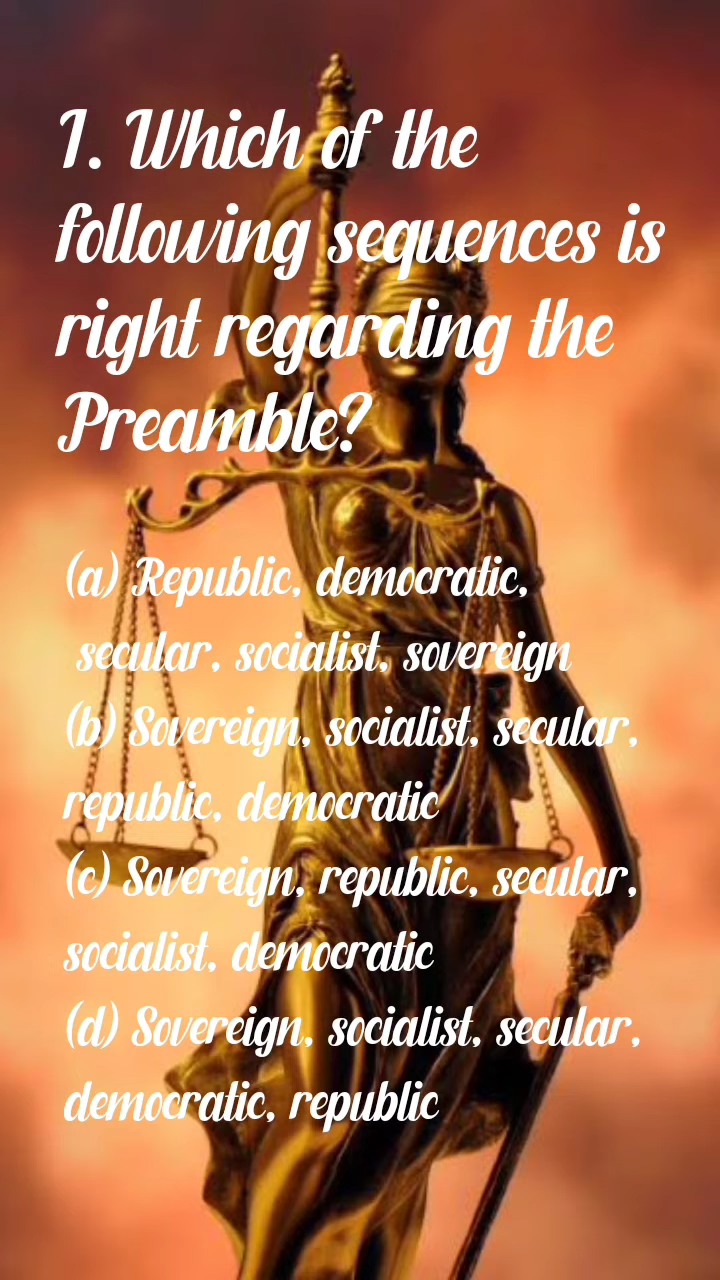 1. Which of the
following sequences is
right regarding the
Preamble?
(a) Republic, democratic,
secular, socialist, sovereign
(b) Sovereign, socialist, secular,
republic, democratic
(c) Sovereign, republic, secular,
socialist, democratic
(d) Sovereign, socialist, secular,
democratic, republic